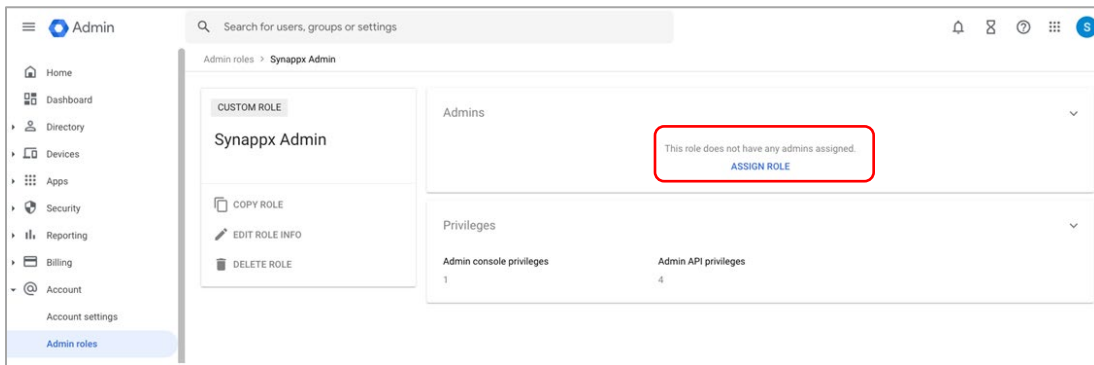 Admin
Search for users, groups or settings
S
Admin roles > Synappx Admin
Home
Dashboard
Directory
Devices
Apps
Security
Reporting
Billing
Account
Account settings
Admin roles
CUSTOM ROLE
Synappx Admin
COPY ROLE
EDIT ROLE INFO
DELETE ROLE
Admins
This role does not have any admins assigned.
ASSIGN ROLE
Privileges
Admin console privileges
1
Admin API privileges
4